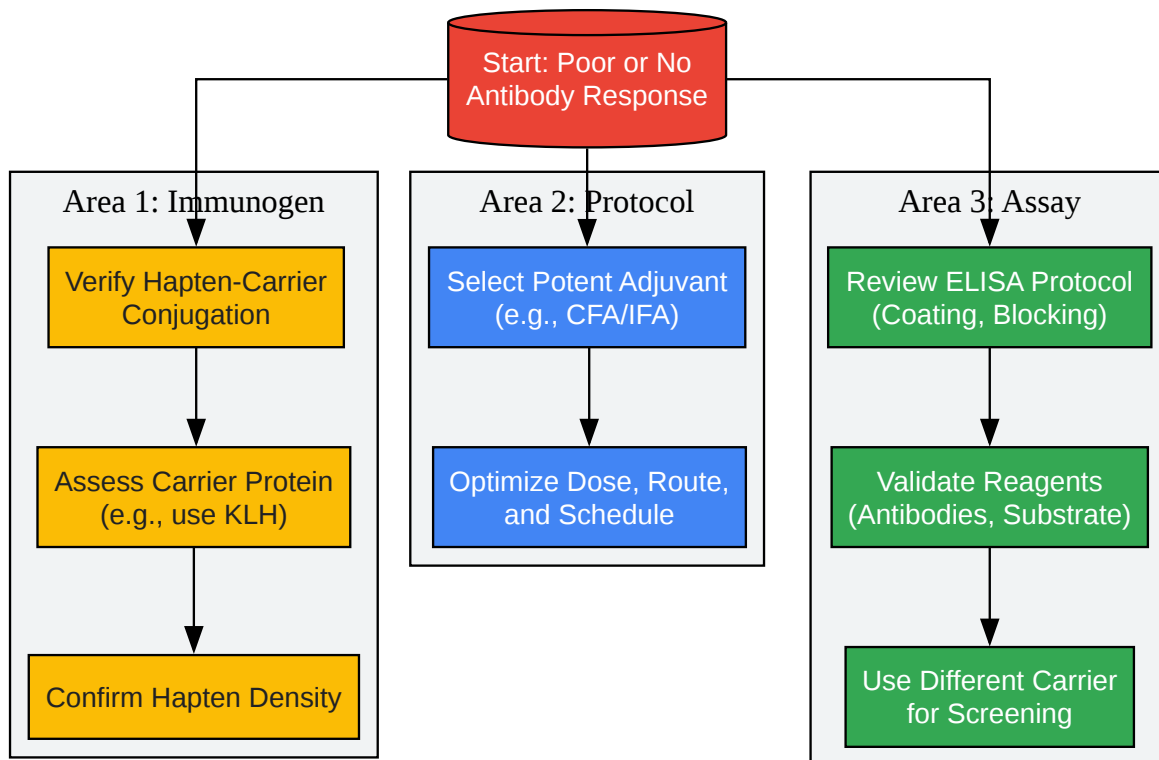 Start: Poor or No
Antibody Response
Area 1: Immunogen
Verify Hapten-Carrier
Conjugation
Assess Carrier Protein
(e.g., use KLH)
Confirm Hapten Density
Area 2: Protocol
Select Potent Adjuvant
(e.g., CFA/IFA)
Optimize Dose, Route,
and Schedule
Area 3: Assay
Review ELISA Protocol
(Coating, Blocking)
Validate Reagents
(Antibodies, Substrate)
Use Different Carrier
for Screening